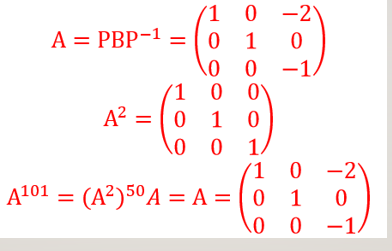 A = PBP⁻¹ = (1 0 −2
0 1 0
0 0 −1)
A² = (1 0 0
0 1 0
0 0 1)
A¹⁰¹ = (A²)⁵⁰A = A = (1 0 −2
0 1 0
0 0 −1)